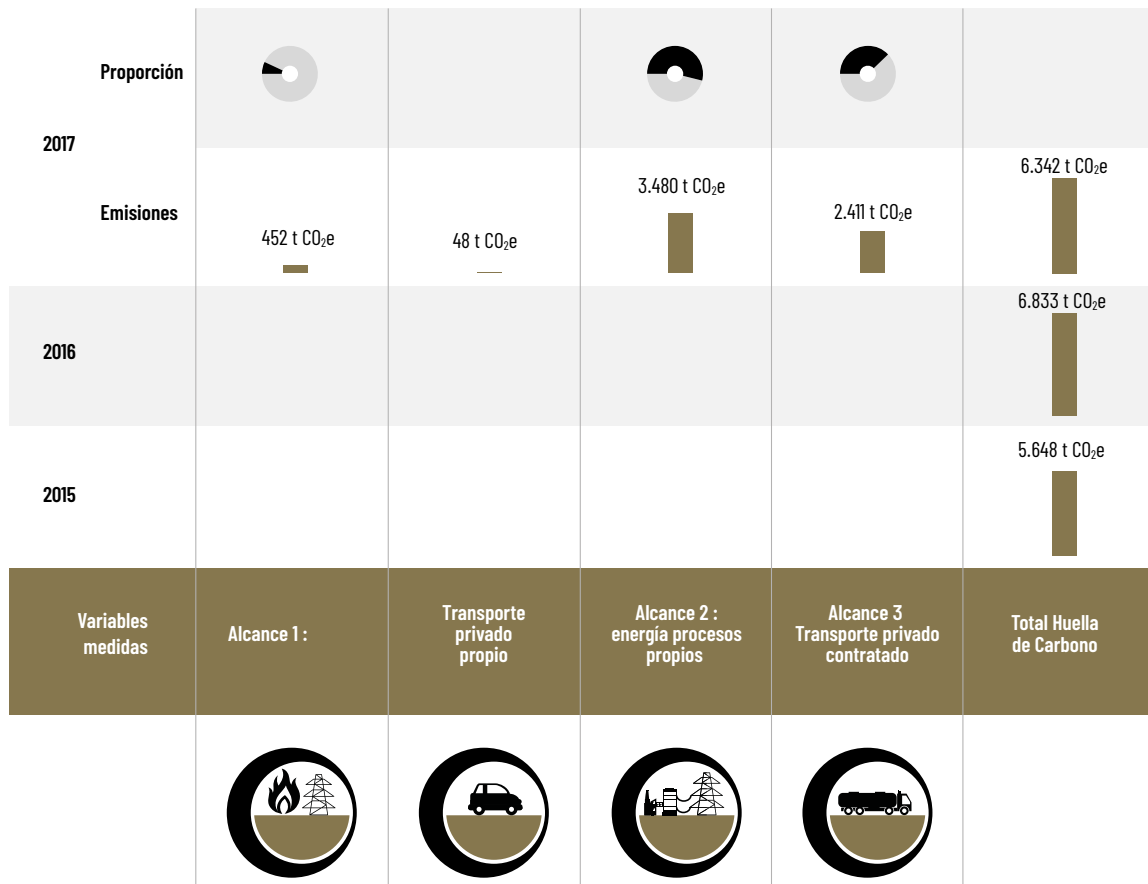 Proporción
2017
Emisiones
452 t CO₂e
48 t CO₂e
3.480 t CO₂e
2.411 t CO₂e
6.342 t CO₂e
2016
6.833 t CO₂e
2015
5.648 t CO₂e
Variables
medidas
Alcance 1 :
Transporte
privado
propio
Alcance 2 :
energía procesos
propios
Alcance 3
Transporte privado
contratado
Total Huella
de Carbono